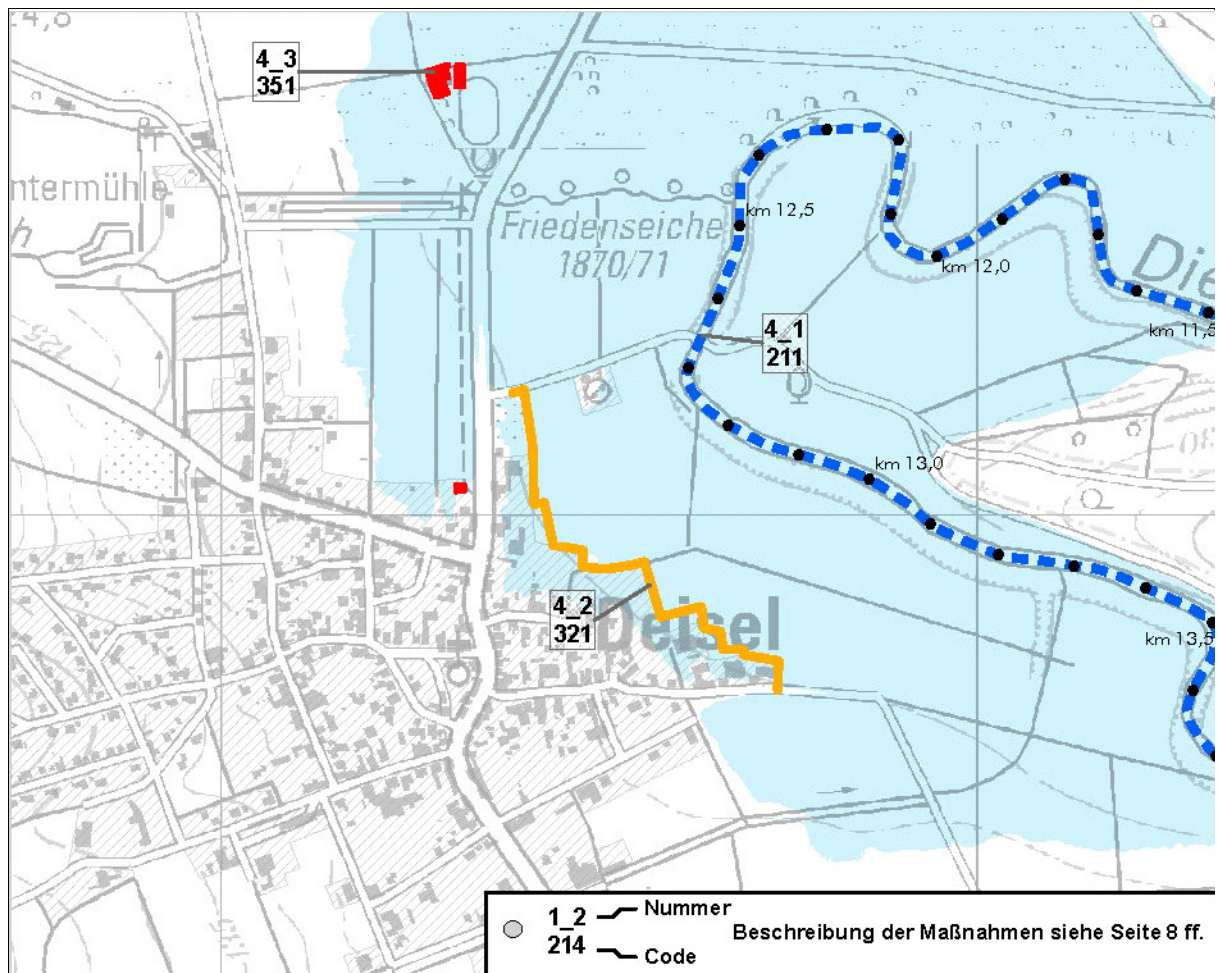 4_3
351
ntermühle
h
Friedenseiche
1870/71
km 12,5
km 12,0
Die
km 11,5
4_1
211
km 13,0
4_2
321
Deisel
km 13,5
1_2
Nummer
214
Code
Beschreibung der Maßnahmen siehe Seite 8 ff.